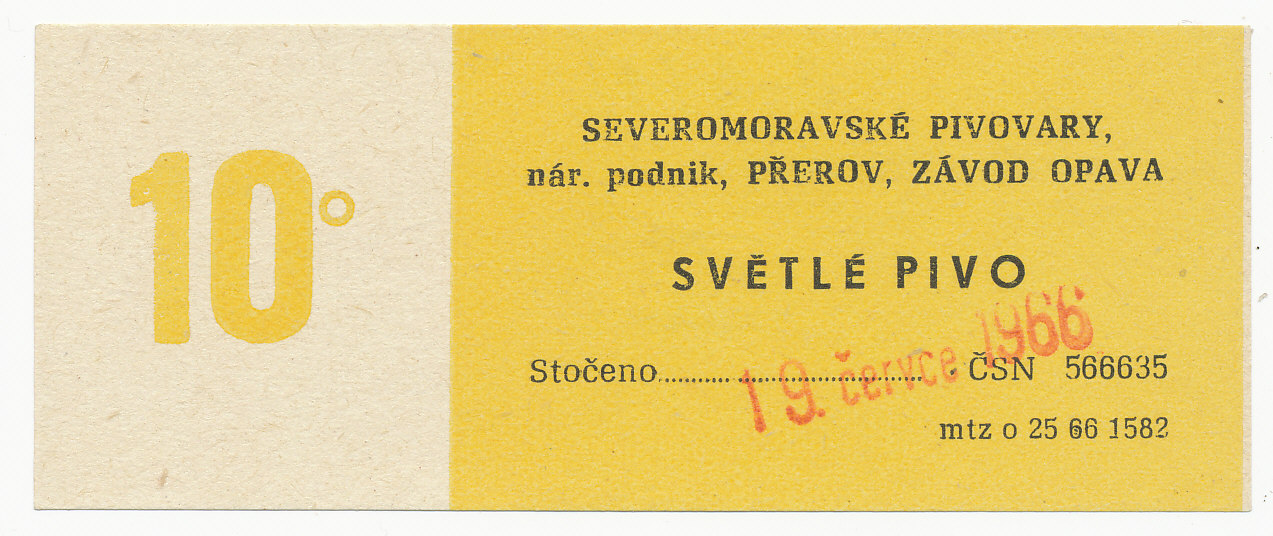 10°
SEVEROMORAVSKÉ PIVOVARY,
nár. podnik, PŘEROV, ZÁVOD OPAVA
SVĚTLÉ PIVO
Stočeno.......................................... ČSN 566635
19. červce 1966
mtz o 25 66 1582